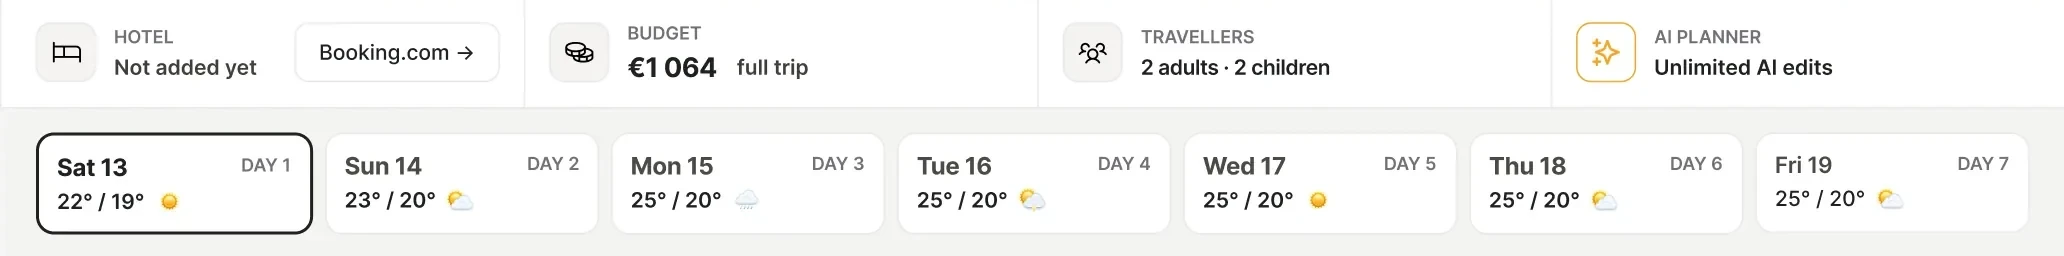 HOTEL
Not added yet
Booking.com →
BUDGET
€1 064 full trip
TRAVELLERS
2 adults · 2 children
AI PLANNER
Unlimited AI edits
Sat 13 DAY 1
22° / 19°
Sun 14 DAY 2
23° / 20°
Mon 15 DAY 3
25° / 20°
Tue 16 DAY 4
25° / 20°
Wed 17 DAY 5
25° / 20°
Thu 18 DAY 6
25° / 20°
Fri 19 DAY 7
25° / 20°